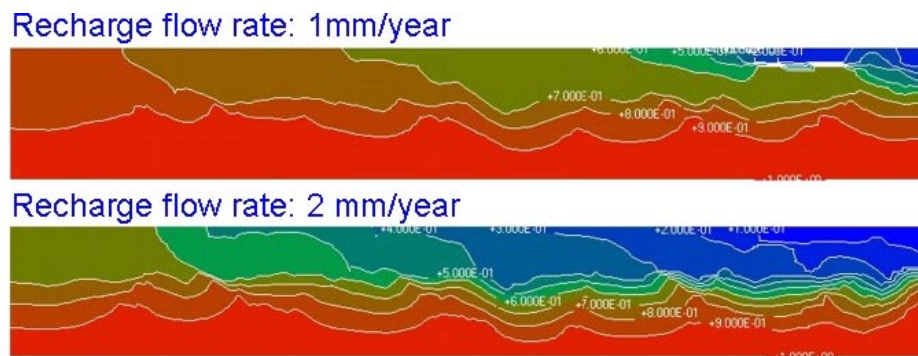 Recharge flow rate: 1mm/year
+6.000E-01
+5.000E-01
+7.000E-01
+8.000E-01
+9.000E-01
Recharge flow rate: 2 mm/year
+4.000E-01
+3.000E-01
+2.000E-01
+1.000E-01
+5.000E-01
+6.000E-01
+7.000E-01
+8.000E-01
+9.000E-01